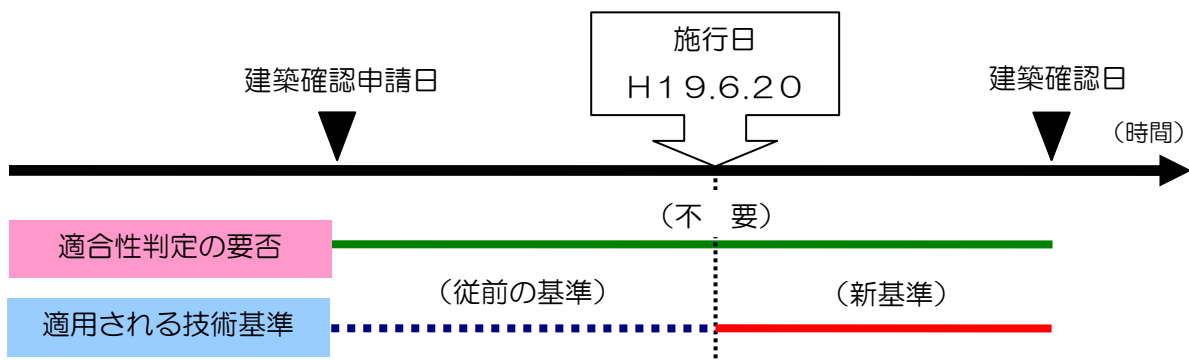 施行日
H19.6.20
建築確認申請日
建築確認日
（時間）
（不　要）
適合性判定の要否
（従前の基準）
（新基準）
適用される技術基準